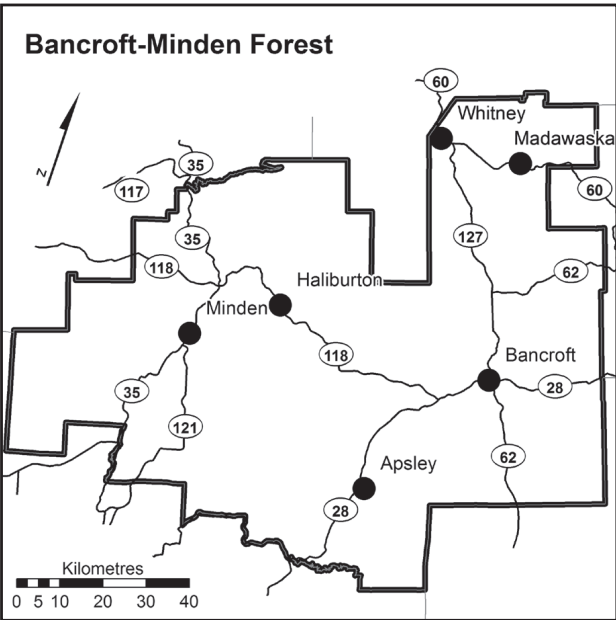 Bancroft-Minden Forest
60
Whitney
Madawaska
35
N
117
60
35
127
118
62
Haliburton
Minden
118
Bancroft
35
28
121
62
Apsley
28
Kilometres
0 5 10 20 30 40